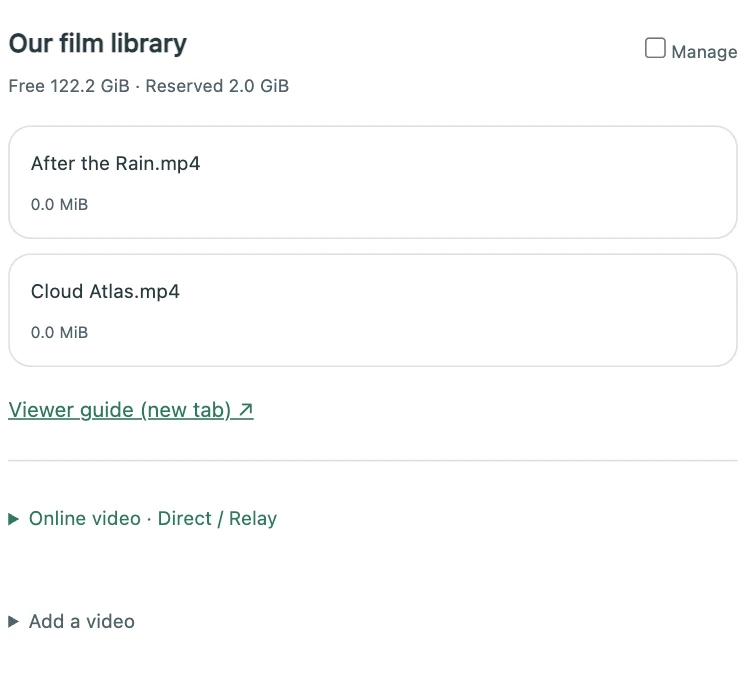 Our film library
Manage
Free 122.2 GiB · Reserved 2.0 GiB
After the Rain.mp4
0.0 MiB
Cloud Atlas.mp4
0.0 MiB
Viewer guide (new tab) ↗
Online video · Direct / Relay
Add a video